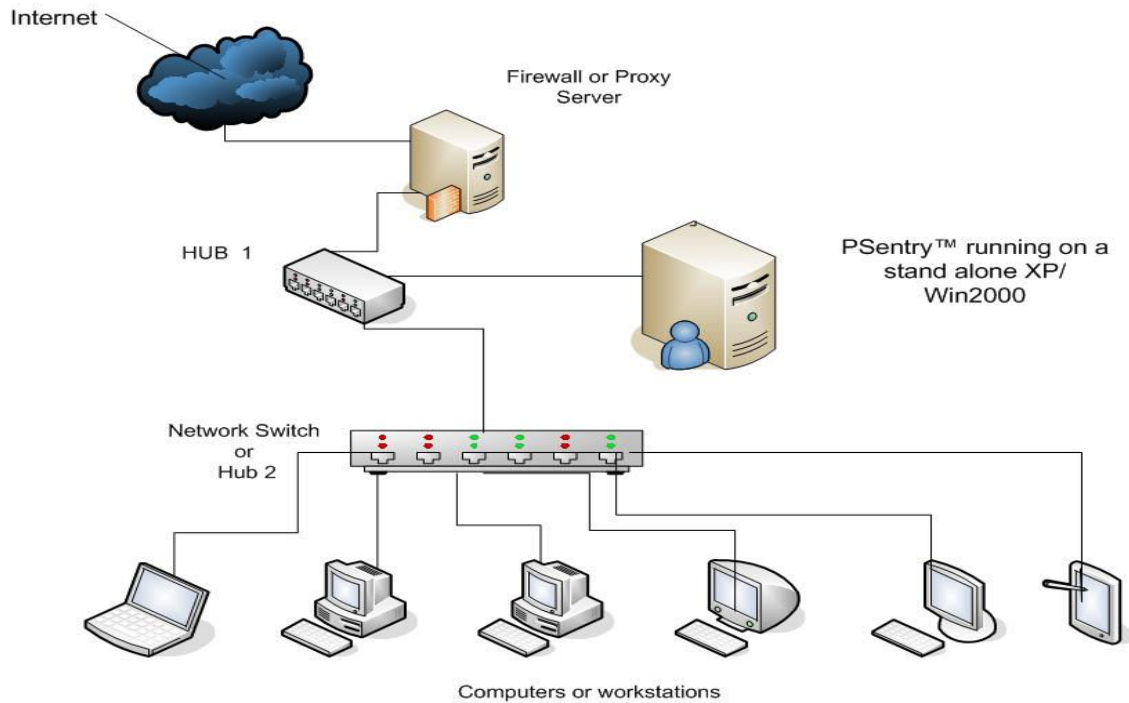 Internet
Firewall or Proxy
Server
HUB  1
PSentry™ running on a
stand alone XP/
Win2000
Network Switch
or
Hub 2
Computers or workstations